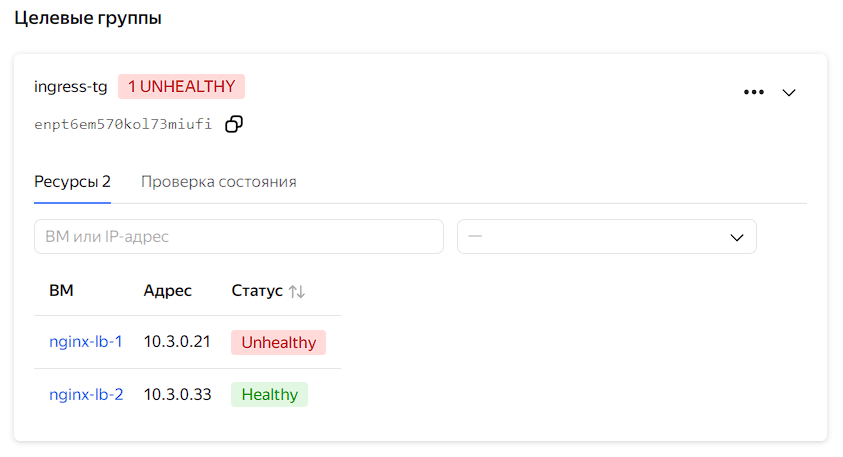 Целевые группы
ingress-tg 1 UNHEALTHY
enpt6em570kol73miufi
Ресурсы 2 Проверка состояния
ВМ или IP-адрес —
ВМ Адрес Статус
nginx-lb-1 10.3.0.21 Unhealthy
nginx-lb-2 10.3.0.33 Healthy